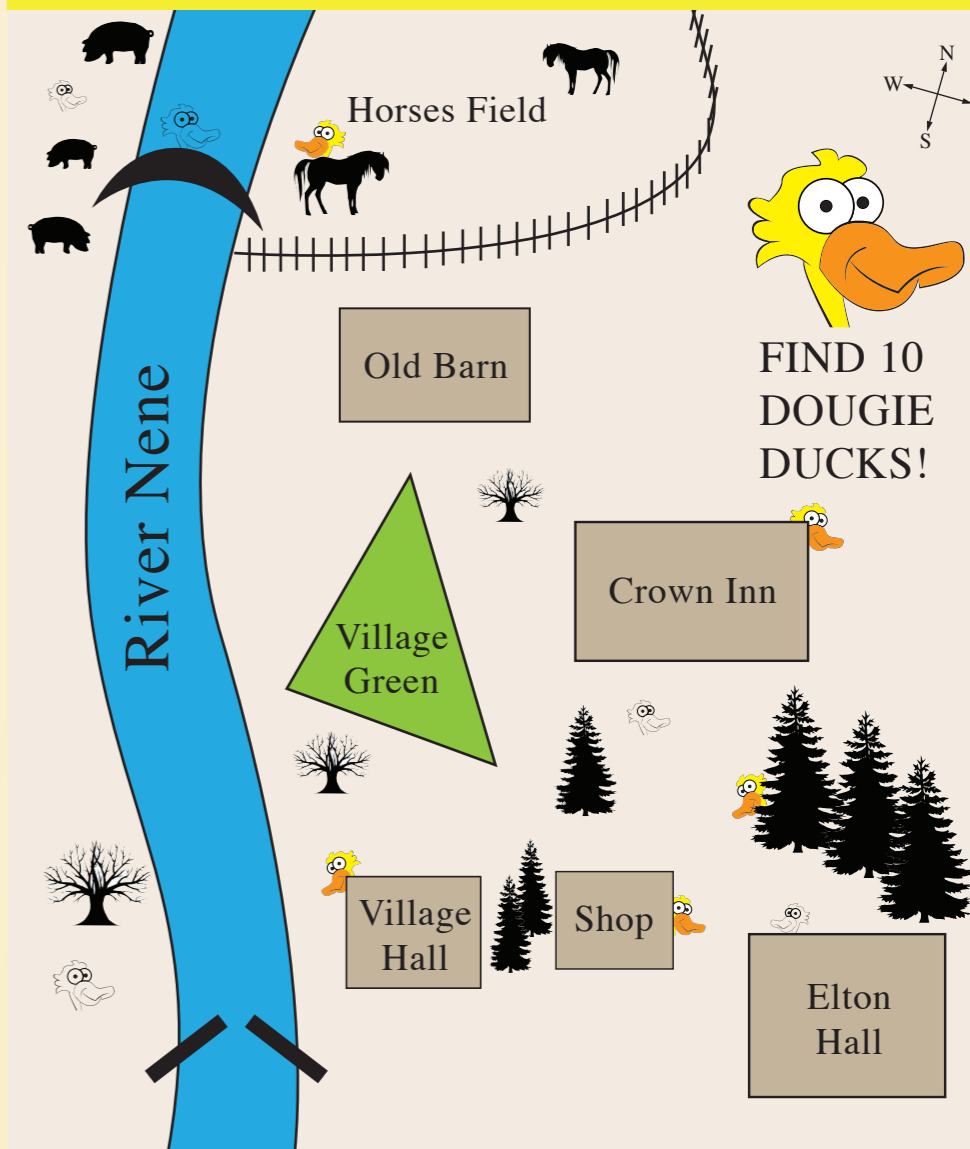 Horses Field
N
W
S
Old Barn
FIND 10
DOUGIE
DUCKS!
River Nene
Crown Inn
Village
Green
Village
Hall
Shop
Elton
Hall